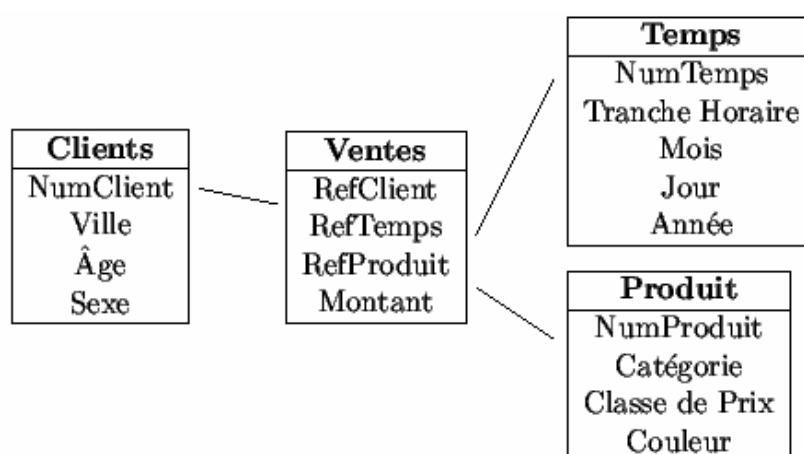 Clients
NumClient
Ville
Âge
Sexe
Ventes
RefClient
RefTemps
RefProduit
Montant
Temps
NumTemps
Tranche Horaire
Mois
Jour
Année
Produit
NumProduit
Catégorie
Classe de Prix
Couleur